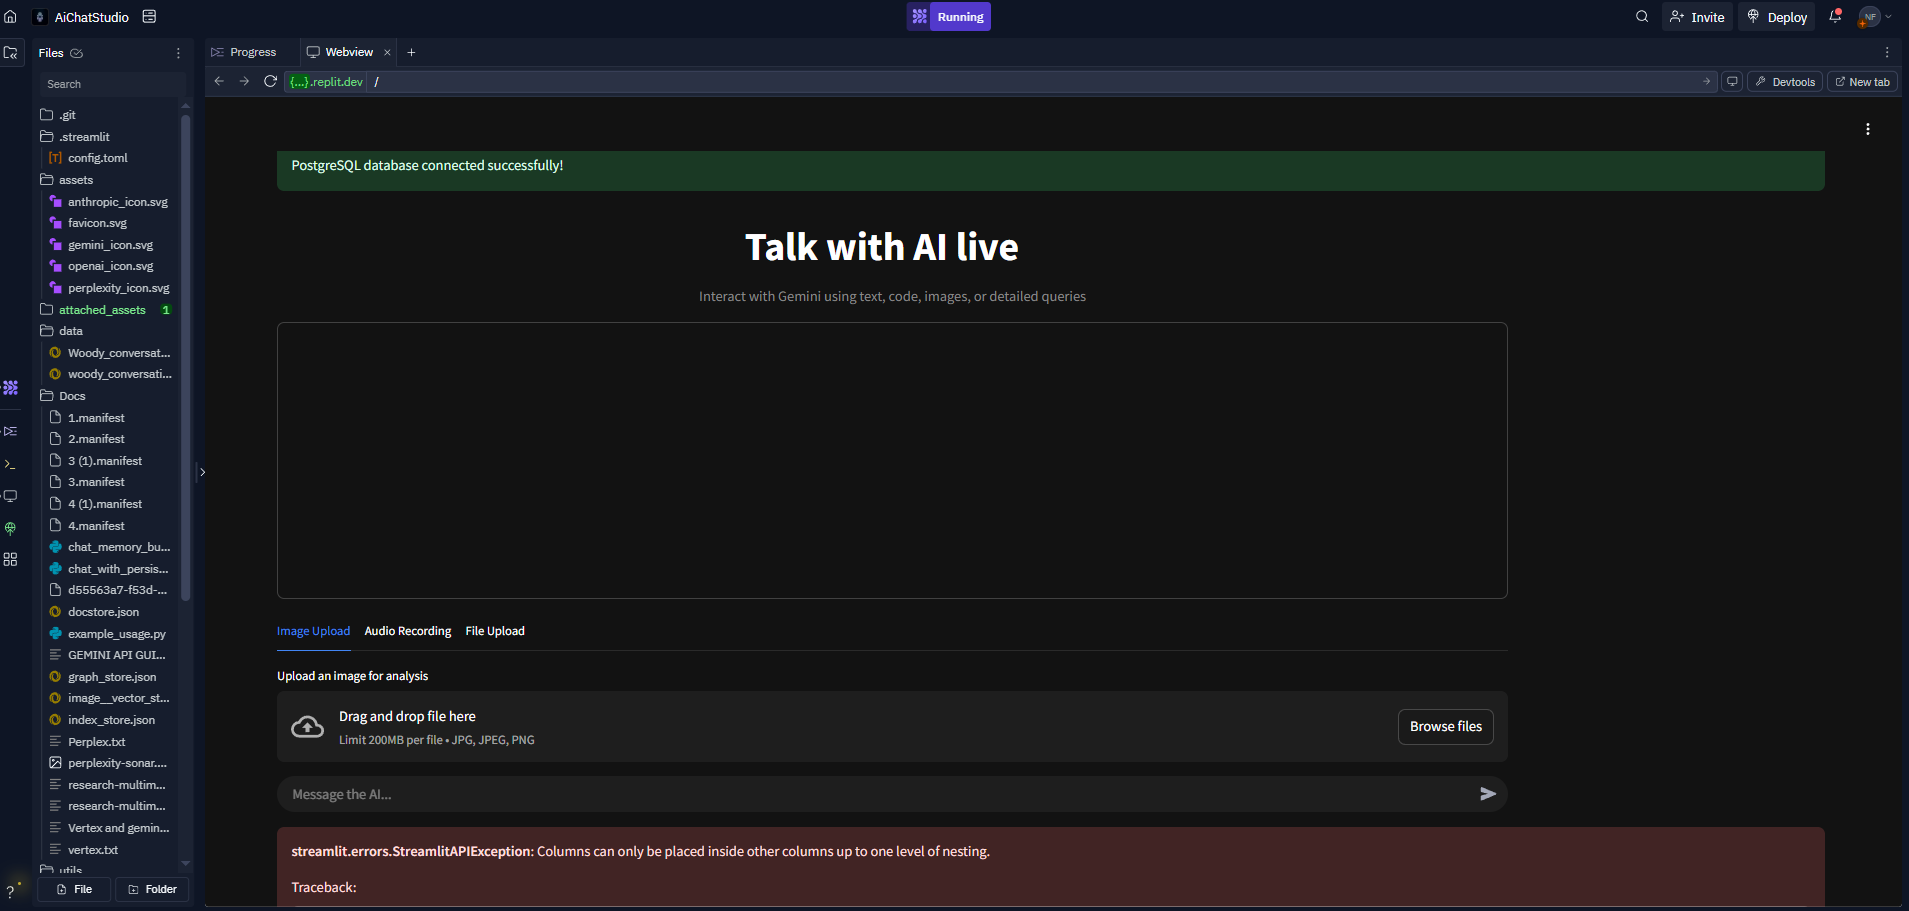 AiChatStudio
Running
Invite
Deploy
NF
Files
Progress
Webview
Search
{...}.replit.dev /
Devtools
New tab
.git
.streamlit
[T] config.toml
assets
anthropic_icon.svg
favicon.svg
gemini_icon.svg
openai_icon.svg
perplexity_icon.svg
attached_assets 1
data
Woody_conversat...
woody_conversati...
Docs
1.manifest
2.manifest
3 (1).manifest
3.manifest
4 (1).manifest
4.manifest
chat_memory_bu...
chat_with_persis...
d55563a7-f53d-...
docstore.json
example_usage.py
GEMINI API GUI...
graph_store.json
image__vector_st...
index_store.json
Perplex.txt
perplexity-sonar....
research-multim...
research-multim...
Vertex and gemin...
vertex.txt
utils
File
Folder
?
PostgreSQL database connected successfully!
Talk with AI live
Interact with Gemini using text, code, images, or detailed queries
Image Upload
Audio Recording
File Upload
Upload an image for analysis
Drag and drop file here
Limit 200MB per file • JPG, JPEG, PNG
Browse files
Message the AI...
streamlit.errors.StreamlitAPIException: Columns can only be placed inside other columns up to one level of nesting.
Traceback: